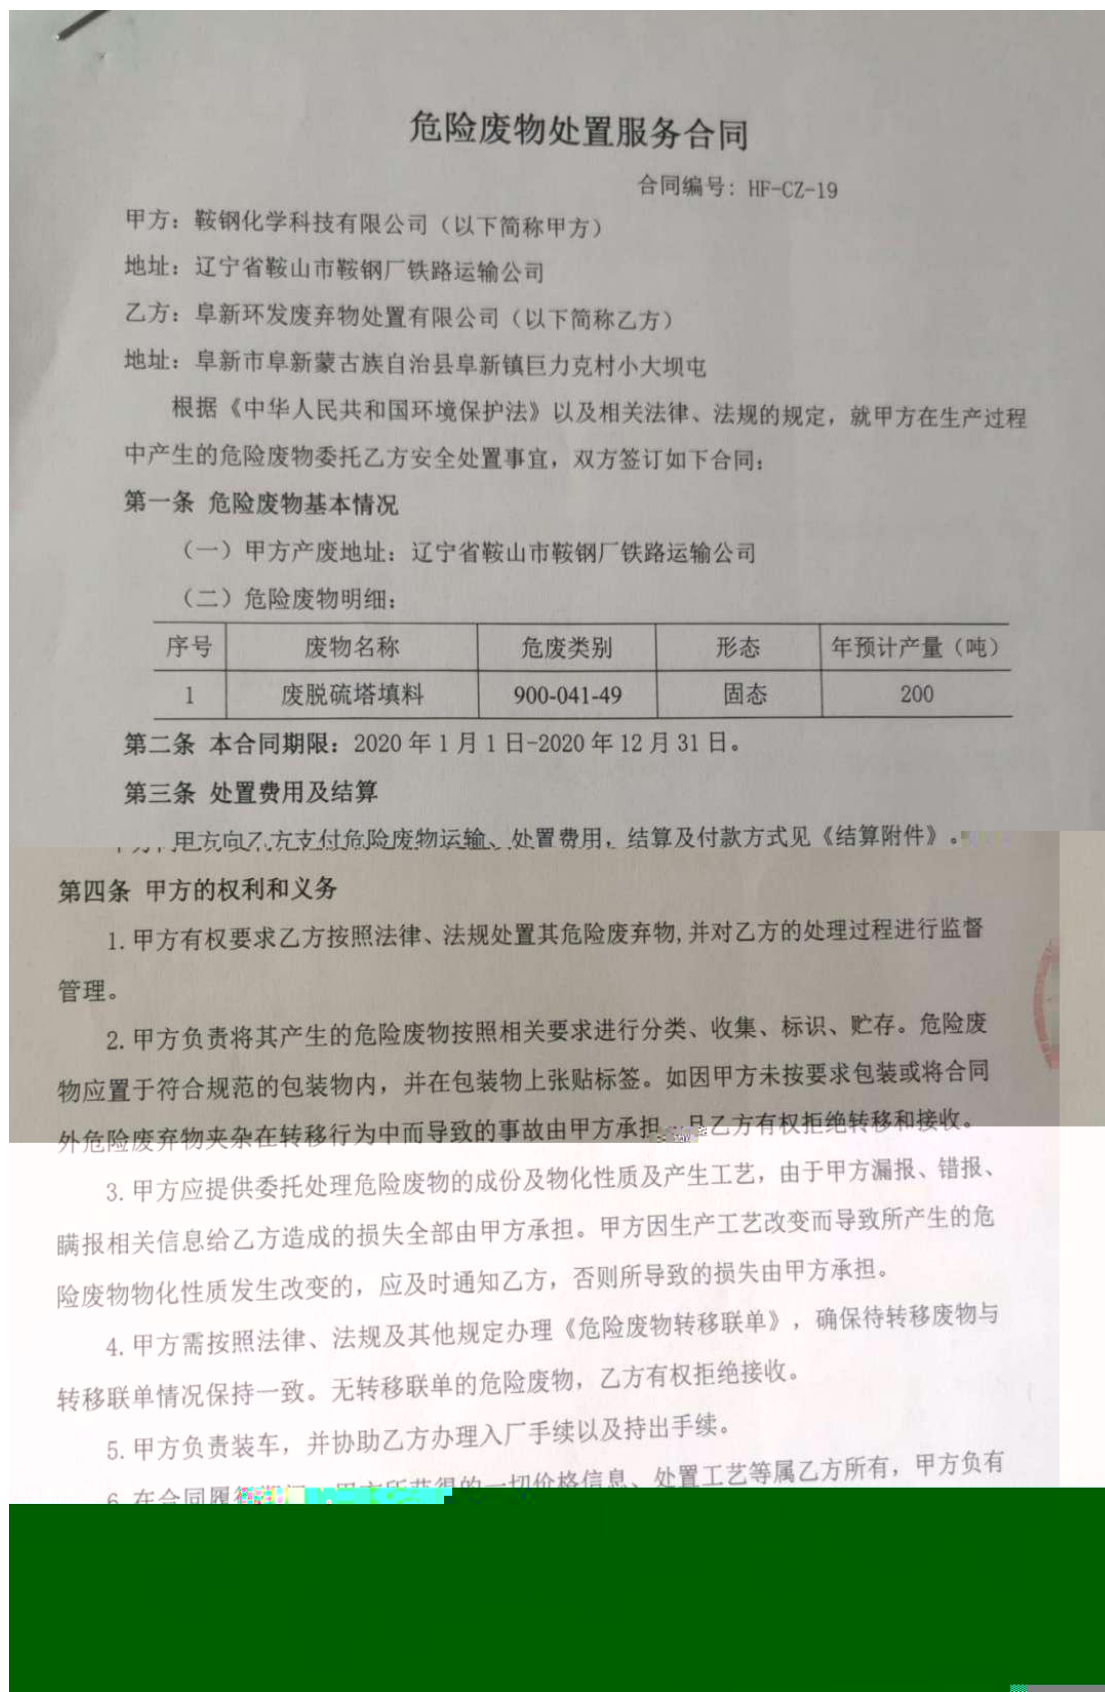 危险废物处置服务合同
合同编号: HF-CZ-19
甲方: 鞍钢化学科技有限公司（以下简称甲方）
地址: 辽宁省鞍山市鞍钢厂铁路运输公司
乙方: 阜新环发废弃物处置有限公司（以下简称乙方）
地址: 阜新市阜新蒙古族自治县阜新镇巨力克村小大坝屯
根据《中华人民共和国环境保护法》以及相关法律、法规的规定，就甲方在生产过程
中产生的危险废物委托乙方安全处置事宜，双方签订如下合同:
第一条 危险废物基本情况
（一）甲方产废地址: 辽宁省鞍山市鞍钢厂铁路运输公司
（二）危险废物明细:
序号 废物名称 危废类别 形态 年预计产量（吨）
1 废脱硫塔填料 900-041-49 固态 200
第二条 本合同期限: 2020 年 1 月 1 日-2020 年 12 月 31 日。
第三条 处置费用及结算
甲方向乙方支付危险废物运输、处置费用，结算及付款方式见《结算附件》。
第四条 甲方的权利和义务
1.甲方有权要求乙方按照法律、法规处置其危险废弃物,并对乙方的处理过程进行监督
管理。
2.甲方负责将其产生的危险废物按照相关要求进行分类、收集、标识、贮存。危险废
物应置于符合规范的包装物内，并在包装物上张贴标签。如因甲方未按要求包装或将合同
外危险废弃物夹杂在转移行为中而导致的事故由甲方承担 且乙方有权拒绝转移和接收。
3.甲方应提供委托处理危险废物的成份及物化性质及产生工艺，由于甲方漏报、错报、
瞒报相关信息给乙方造成的损失全部由甲方承担。甲方因生产工艺改变而导致所产生的危
险废物物化性质发生改变的，应及时通知乙方，否则所导致的损失由甲方承担。
4.甲方需按照法律、法规及其他规定办理《危险废物转移联单》，确保待转移废物与
转移联单情况保持一致。无转移联单的危险废物，乙方有权拒绝接收。
5.甲方负责装车，并协助乙方办理入厂手续以及持出手续。
6.在合同履 甲方所获得的一切价格信息、处置工艺等属乙方所有，甲方负有